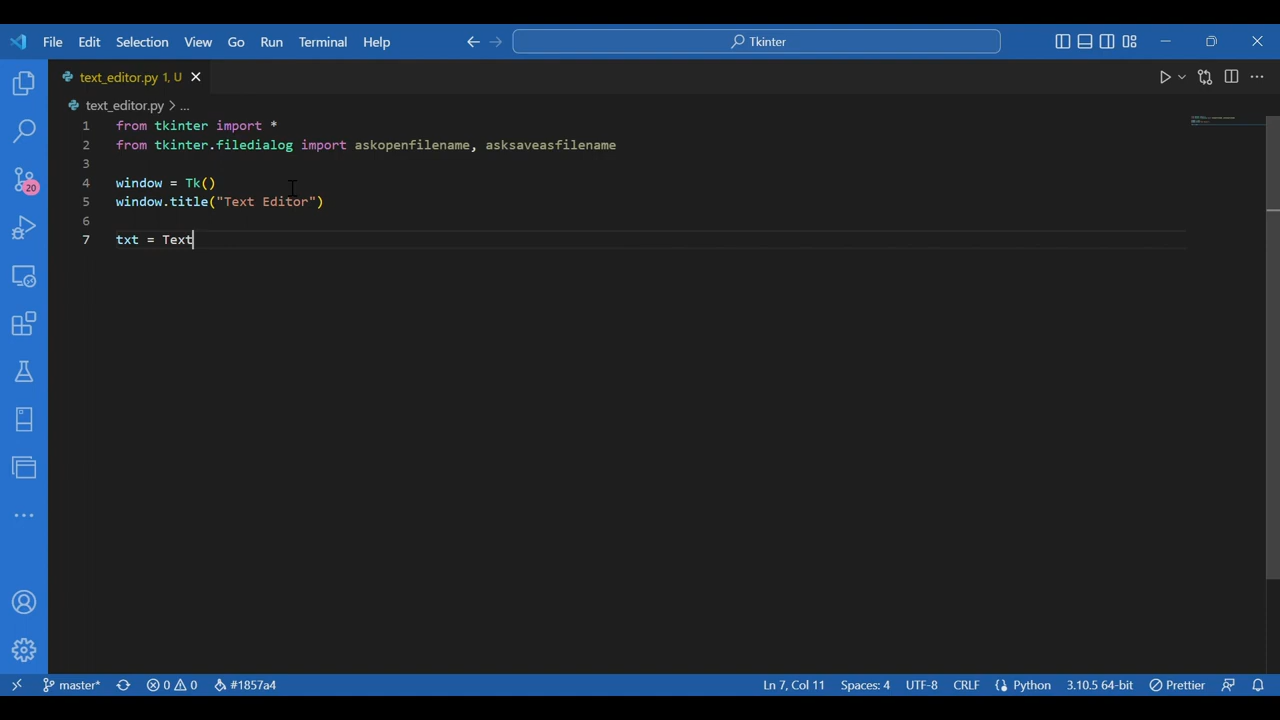 File Edit Selection View Go Run Terminal Help
Tkinter
text_editor.py 1, U
text_editor.py > ...
1 from tkinter import *
2 from tkinter.filedialog import askopenfilename, asksaveasfilename
3
4 window = Tk()
5 window.title("Text Editor")
6
7 txt = Text
20
master* 0 0 #1857a4 Ln 7, Col 11 Spaces: 4 UTF-8 CRLF Python 3.10.5 64-bit Prettier